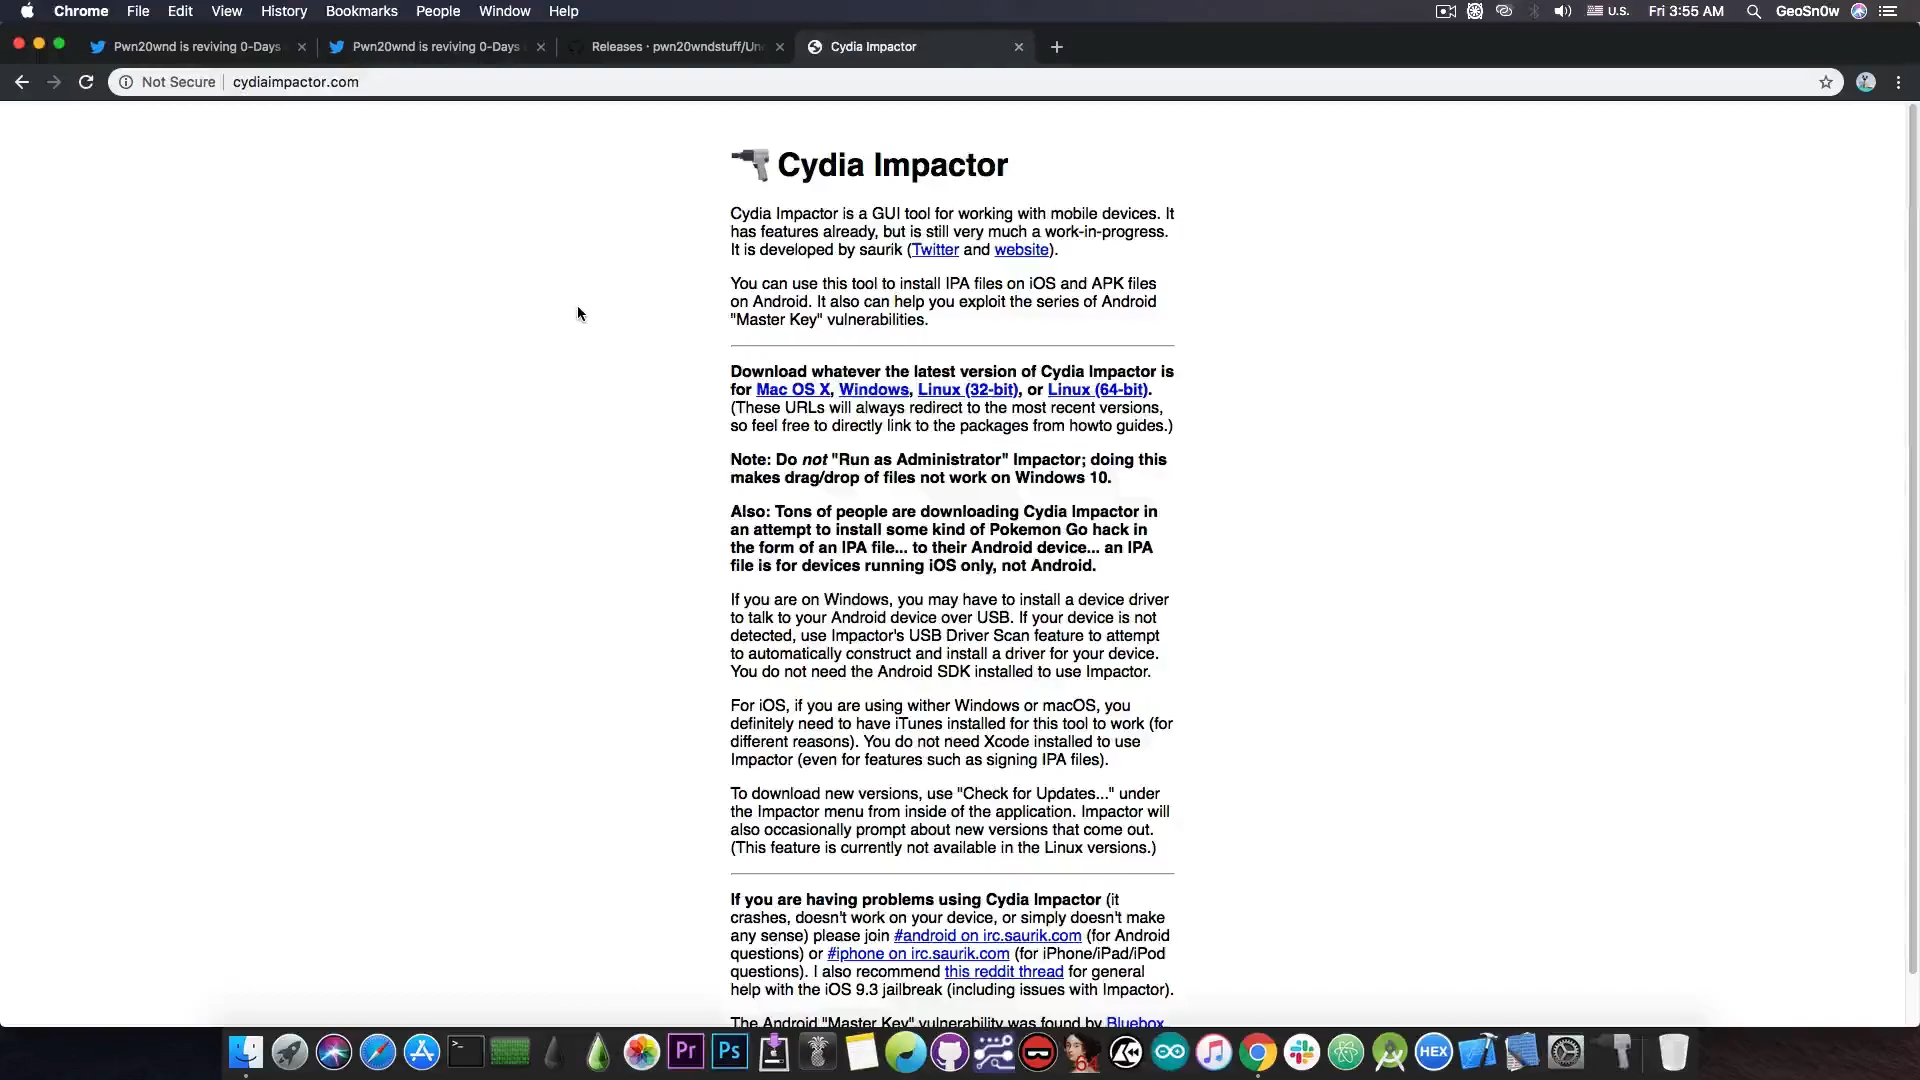 Chrome File Edit View History Bookmarks People Window Help
U.S. Fri 3:55 AM GeoSn0w
Pwn20wnd is reviving 0-Days
Pwn20wnd is reviving 0-Days
Releases · pwn20wndstuff/Un
Cydia Impactor
Not Secure cydiaimpactor.com
Cydia Impactor
Cydia Impactor is a GUI tool for working with mobile devices. It
has features already, but is still very much a work-in-progress.
It is developed by saurik (Twitter and website).
You can use this tool to install IPA files on iOS and APK files
on Android. It also can help you exploit the series of Android
"Master Key" vulnerabilities.
Download whatever the latest version of Cydia Impactor is
for Mac OS X, Windows, Linux (32-bit), or Linux (64-bit).
(These URLs will always redirect to the most recent versions,
so feel free to directly link to the packages from howto guides.)
Note: Do not "Run as Administrator" Impactor; doing this
makes drag/drop of files not work on Windows 10.
Also: Tons of people are downloading Cydia Impactor in
an attempt to install some kind of Pokemon Go hack in
the form of an IPA file... to their Android device... an IPA
file is for devices running iOS only, not Android.
If you are on Windows, you may have to install a device driver
to talk to your Android device over USB. If your device is not
detected, use Impactor's USB Driver Scan feature to attempt
to automatically construct and install a driver for your device.
You do not need the Android SDK installed to use Impactor.
For iOS, if you are using wither Windows or macOS, you
definitely need to have iTunes installed for this tool to work (for
different reasons). You do not need Xcode installed to use
Impactor (even for features such as signing IPA files).
To download new versions, use "Check for Updates..." under
the Impactor menu from inside of the application. Impactor will
also occasionally prompt about new versions that come out.
(This feature is currently not available in the Linux versions.)
If you are having problems using Cydia Impactor (it
crashes, doesn't work on your device, or simply doesn't make
any sense) please join #android on irc.saurik.com (for Android
questions) or #iphone on irc.saurik.com (for iPhone/iPad/iPod
questions). I also recommend this reddit thread for general
help with the iOS 9.3 jailbreak (including issues with Impactor).
The Android "Master Key" vulnerability was found by Bluebox
Pr Ps 64 HEX